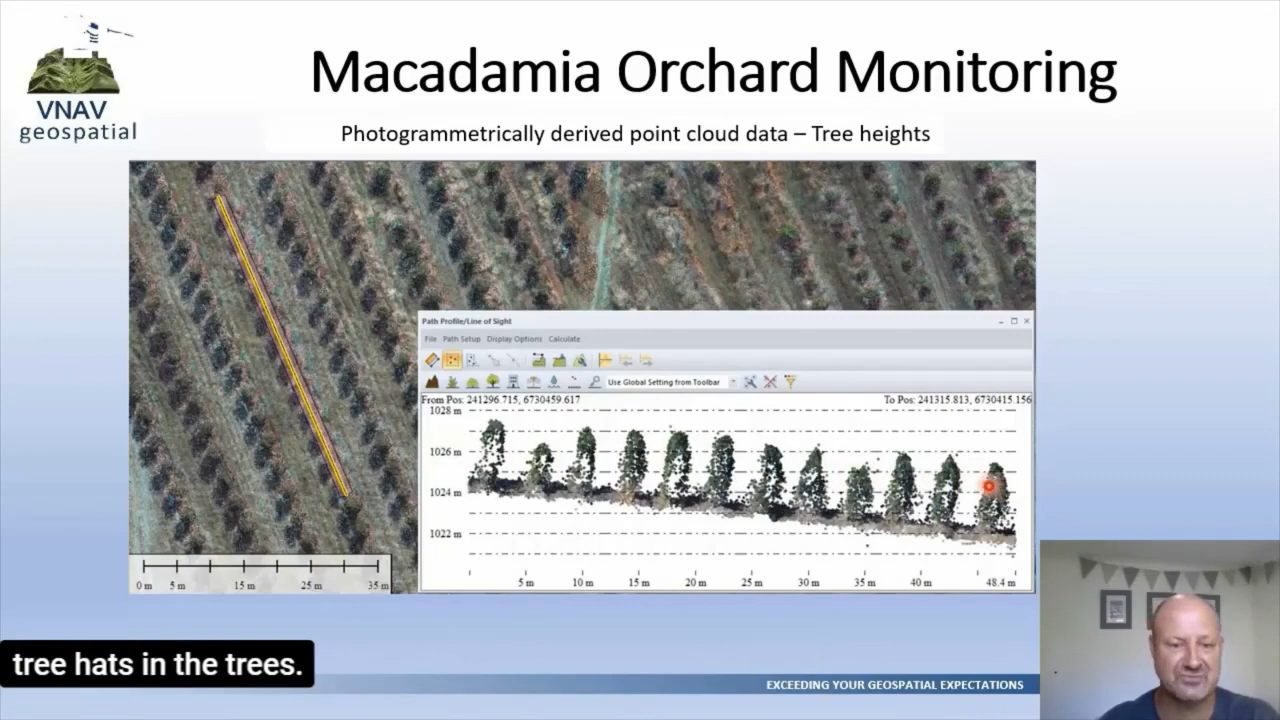 VNAV
geospatial
Macadamia Orchard Monitoring
Photogrammetrically derived point cloud data – Tree heights
Path Profile/Line of Sight
File Path Setup Display Options Calculate
Use Global Setting from Toolbar
From Pos: 241296.715, 6730459.617 To Pos: 241315.813, 6730415.156
1028 m
1026 m
1024 m
1022 m
5 m 10 m 15 m 20 m 25 m 30 m 35 m 40 m 48.4 m
0 m 5 m 15 m 25 m 35 m
tree hats in the trees.
EXCEEDING YOUR GEOSPATIAL EXPECTATIONS